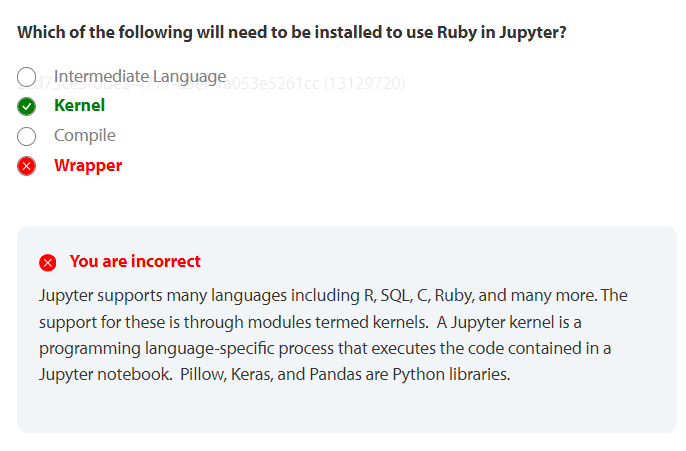 Which of the following will need to be installed to use Ruby in Jupyter?
Intermediate Language
053e5261cc (13129720)
Kernel
Compile
Wrapper
You are incorrect
Jupyter supports many languages including R, SQL, C, Ruby, and many more. The
support for these is through modules termed kernels.  A Jupyter kernel is a
programming language-specific process that executes the code contained in a
Jupyter notebook.  Pillow, Keras, and Pandas are Python libraries.